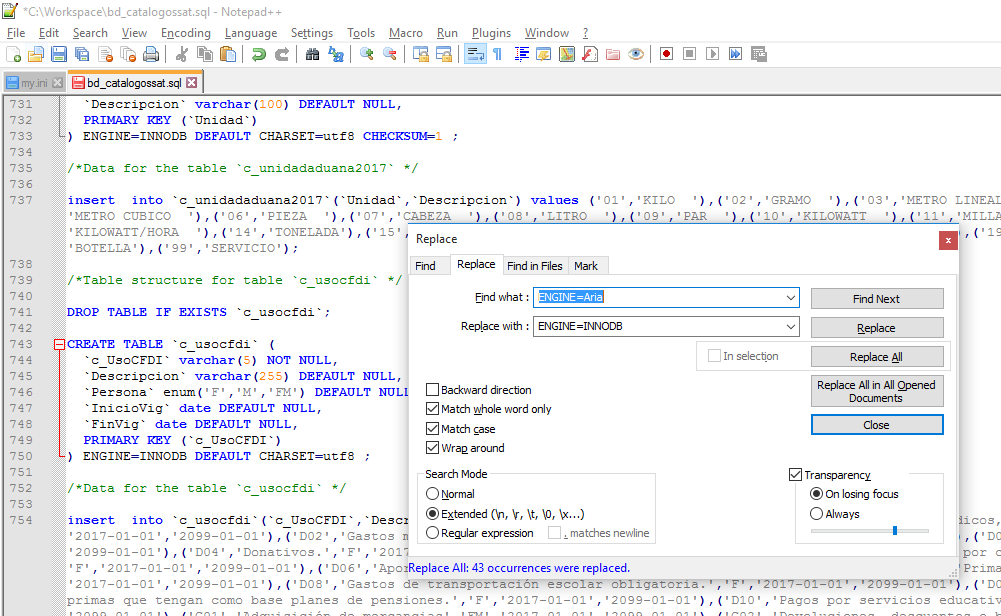 *C:\Workspace\bd_catalogossat.sql - Notepad++
File Edit Search View Encoding Language Settings Tools Macro Run Plugins Window ?
my.ini bd_catalogossat.sql
731 `Descripcion` varchar(100) DEFAULT NULL,
732 PRIMARY KEY (`Unidad`)
733 ) ENGINE=INNODB DEFAULT CHARSET=utf8 CHECKSUM=1 ;
734
735 /*Data for the table `c_unidadaduana2017` */
736
737 insert into `c_unidadaduana2017`(`Unidad`,`Descripcion`) values ('01','KILO '),('02','GRAMO '),('03','METRO LINEAL
'METRO CUBICO '),('06','PIEZA '),('07','CABEZA '),('08','LITRO '),('09','PAR '),('10','KILOWATT '),('11','MILLA
'KILOWATT/HORA '),('14','TONELADA'),('15', ,('19
'BOTELLA'),('99','SERVICIO');
738
739 /*Table structure for table `c_usocfdi` */
740
741 DROP TABLE IF EXISTS `c_usocfdi`;
742
743 CREATE TABLE `c_usocfdi` (
744 `c_UsoCFDI` varchar(5) NOT NULL,
745 `Descripcion` varchar(255) DEFAULT NULL,
746 `Persona` enum('F','M','FM') DEFAULT NULL
747 `InicioVig` date DEFAULT NULL,
748 `FinVig` date DEFAULT NULL,
749 PRIMARY KEY (`c_UsoCFDI`)
750 ) ENGINE=INNODB DEFAULT CHARSET=utf8 ;
751
752 /*Data for the table `c_usocfdi` */
753
754 insert into `c_usocfdi`(`c_UsoCFDI`,`Desc dicos,
'2017-01-01','2099-01-01'),('D02','Gastos ,('D0
'2099-01-01'),('D04','Donativos.','F','2017 por c
'F','2017-01-01','2099-01-01'),('D06','Apor 'Prima
'2017-01-01','2099-01-01'),('D08','Gastos de transportación escolar obligatoria.','F','2017-01-01','2099-01-01'),('D0
primas que tengan como base planes de pensiones.','F','2017-01-01','2099-01-01'),('D10','Pagos por servicios educativ
Replace
x
Find Replace Find in Files Mark
Find what : ENGINE=Aria Find Next
Replace with : ENGINE=INNODB Replace
In selection Replace All
Replace All in All Opened
Documents
Close
Backward direction
Match whole word only
Match case
Wrap around
Search Mode
Normal
Extended (\n, \r, \t, \0, \x...)
Regular expression . matches newline
Transparency
On losing focus
Always
Replace All: 43 occurrences were replaced.